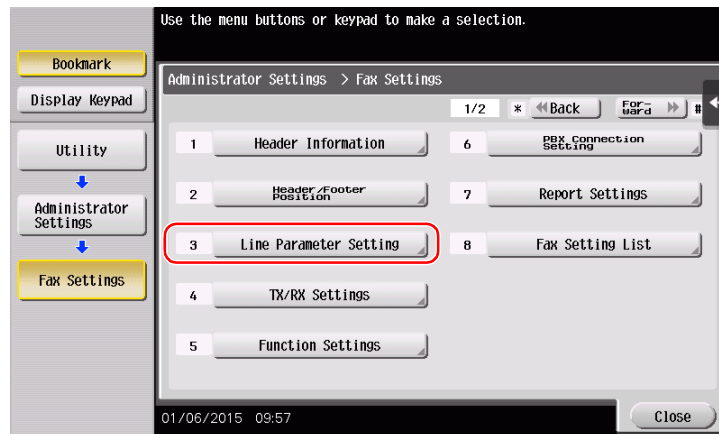 Use the menu buttons or keypad to make a selection.
Bookmark
Display Keypad
Utility
Administrator
Settings
Fax Settings
Administrator Settings > Fax Settings
1/2 * Back For-
ward #
1 Header Information
2 Header/Footer
Position
3 Line Parameter Setting
4 TX/RX Settings
5 Function Settings
6 PBX Connection
Setting
7 Report Settings
8 Fax Setting List
01/06/2015 09:57
Close